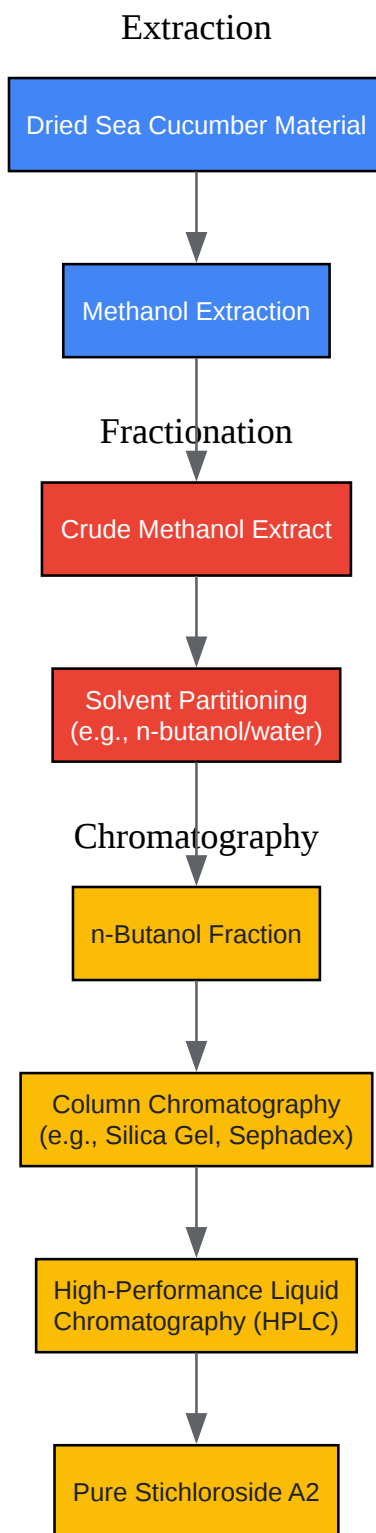 Extraction
Dried Sea Cucumber Material
Methanol Extraction
Fractionation
Crude Methanol Extract
Solvent Partitioning
(e.g., n-butanol/water)
Chromatography
n-Butanol Fraction
Column Chromatography
(e.g., Silica Gel, Sephadex)
High-Performance Liquid
Chromatography (HPLC)
Pure Stichloroside A2